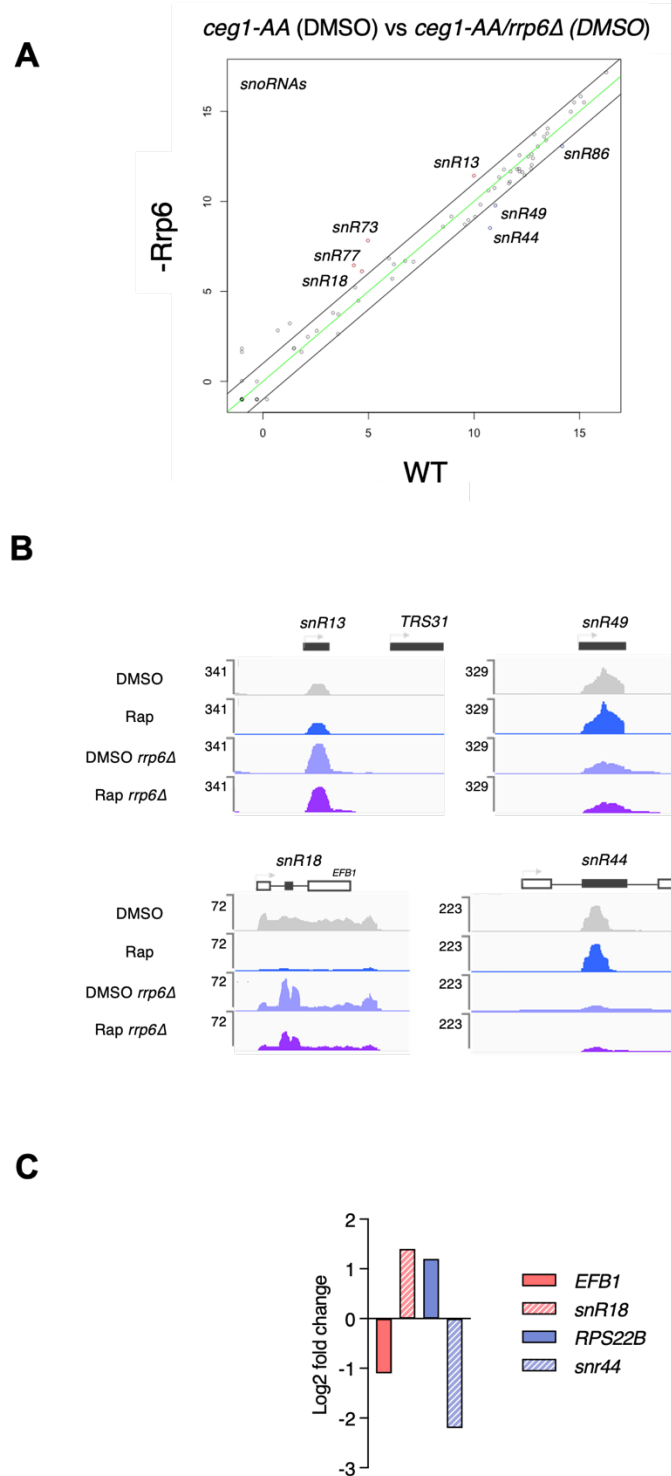 ceg1-AA (DMSO) vs ceg1-AA/rrp6Δ (DMSO)
A
snoRNAs
15
10
5
0
-Rrp6
snR13
snR86
snR73
snR49
snR77
snR44
snR18
0 5 10 15
WT
B
snR13 TRS31 snR49
DMSO 341 329
Rap 341 329
DMSO rrp6Δ 341 329
Rap rrp6Δ 341 329
snR18 snR44
EFB1
DMSO 72 223
Rap 72 223
DMSO rrp6Δ 72 223
Rap rrp6Δ 72 223
C
Log2 fold change
2
1
0
-1
-2
-3
EFB1
snR18
RPS22B
snr44